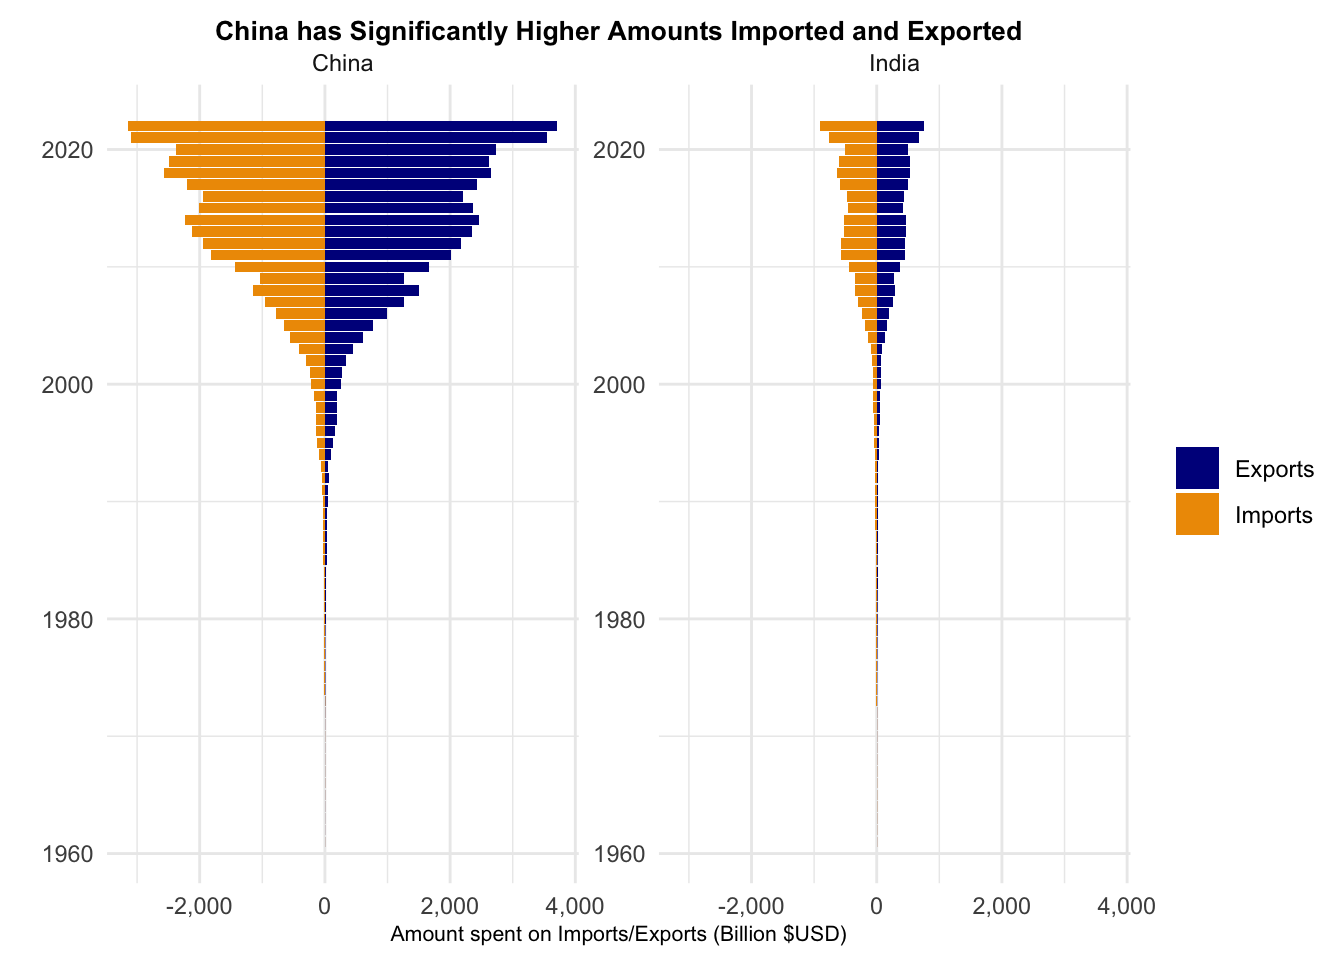 China has Significantly Higher Amounts Imported and Exported
China
India
2020
2000
1980
1960
2020
2000
1980
1960
-2,000
0
2,000
4,000
-2,000
0
2,000
4,000
Amount spent on Imports/Exports (Billion $USD)
Exports
Imports